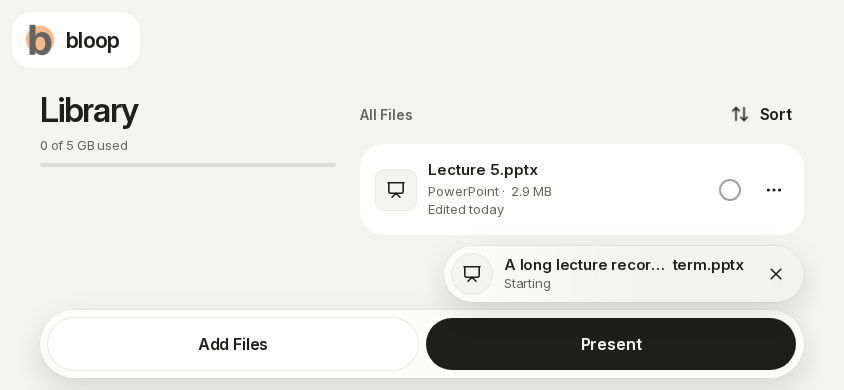 bloop
Library
0 of 5 GB used
All Files
Sort
Lecture 5.pptx
PowerPoint · 2.9 MB
Edited today
A long lecture recor… term.pptx
Starting
Add Files
Present